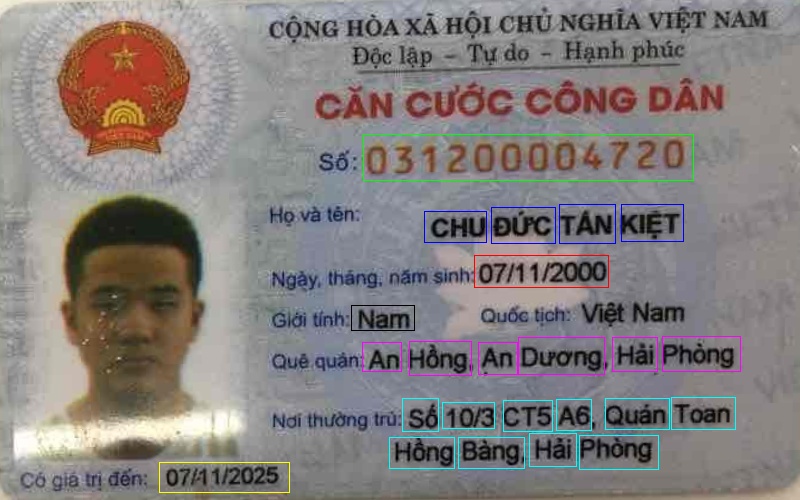 CỘNG HÒA XÃ HỘI CHỦ NGHĨA VIỆT NAM
Độc lập - Tự do - Hạnh phúc
CĂN CƯỚC CÔNG DÂN
Số: 031200004720
Họ và tên: CHU ĐỨC TẤN KIỆT
Ngày, tháng, năm sinh: 07/11/2000
Giới tính: Nam Quốc tịch: Việt Nam
Quê quán: An Hồng, An Dương, Hải Phòng
Nơi thường trú: Số 10/3 CT5 A6, Quán Toan
Hồng Bàng, Hải Phòng
Có giá trị đến: 07/11/2025